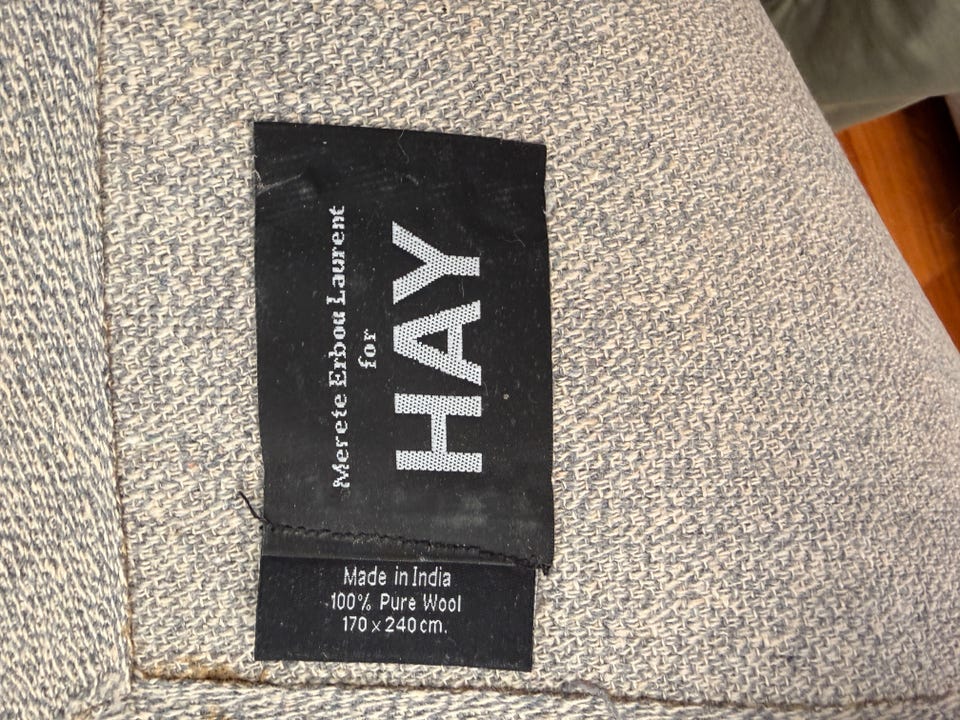 Merete Erbou Laurent
for
HAY
Made in India
100% Pure Wool
170 x 240 cm.